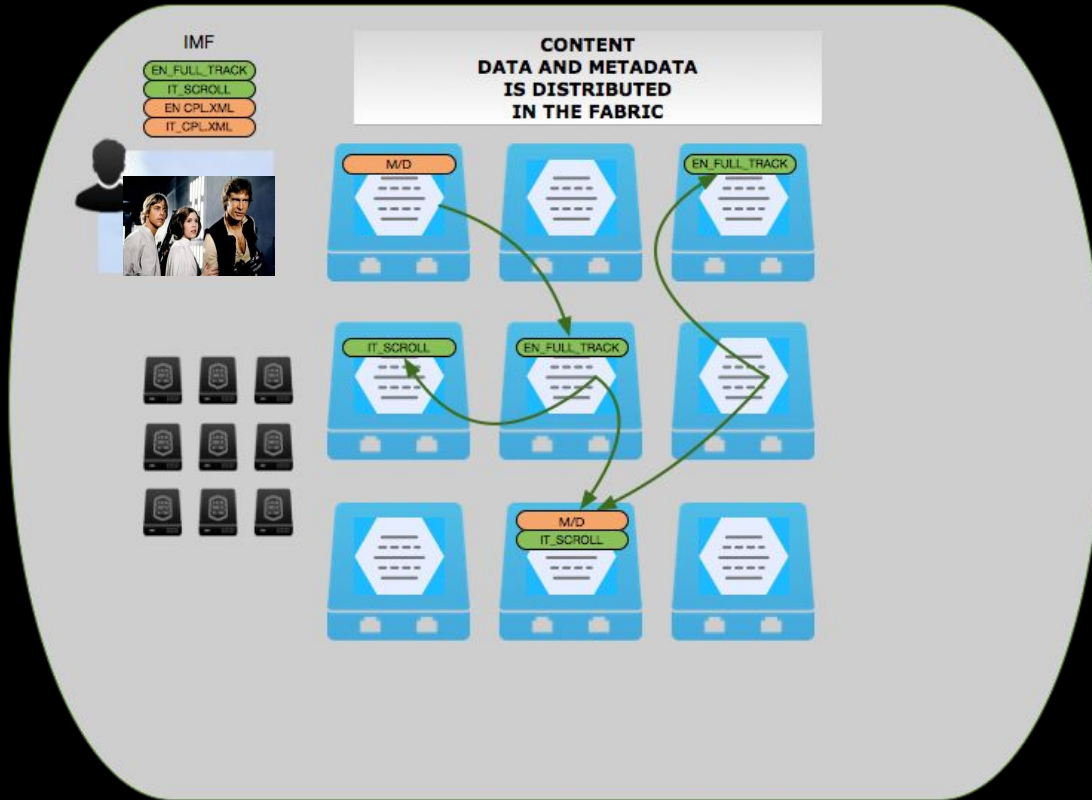 IMF
EN_FULL_TRACK
IT_SCROLL
EN CPL.XML
IT_CPL.XML
CONTENT
DATA AND METADATA
IS DISTRIBUTED
IN THE FABRIC
M/D
EN_FULL_TRACK
IT_SCROLL
EN_FULL_TRACK
M/D
IT_SCROLL